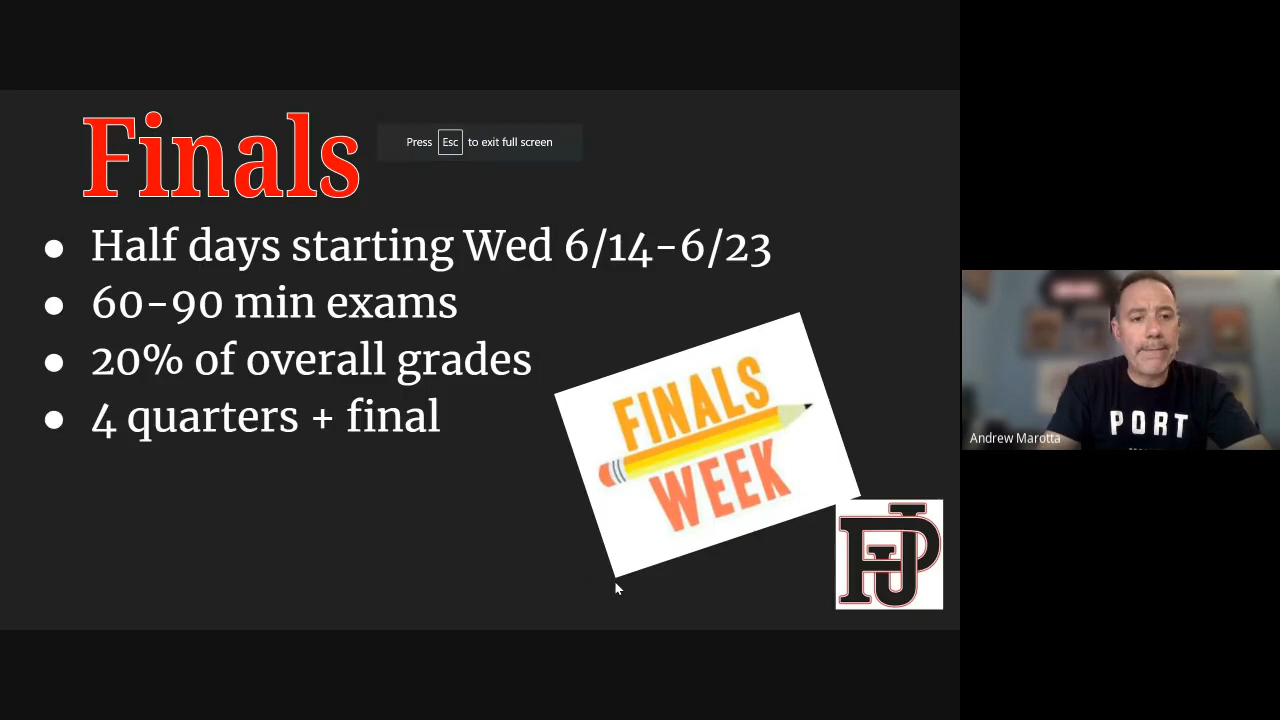 Finals
Press Esc to exit full screen
Half days starting Wed 6/14-6/23
60-90 min exams
20% of overall grades
4 quarters + final
FINALS
WEEK
PJ
PORT
Andrew Marotta